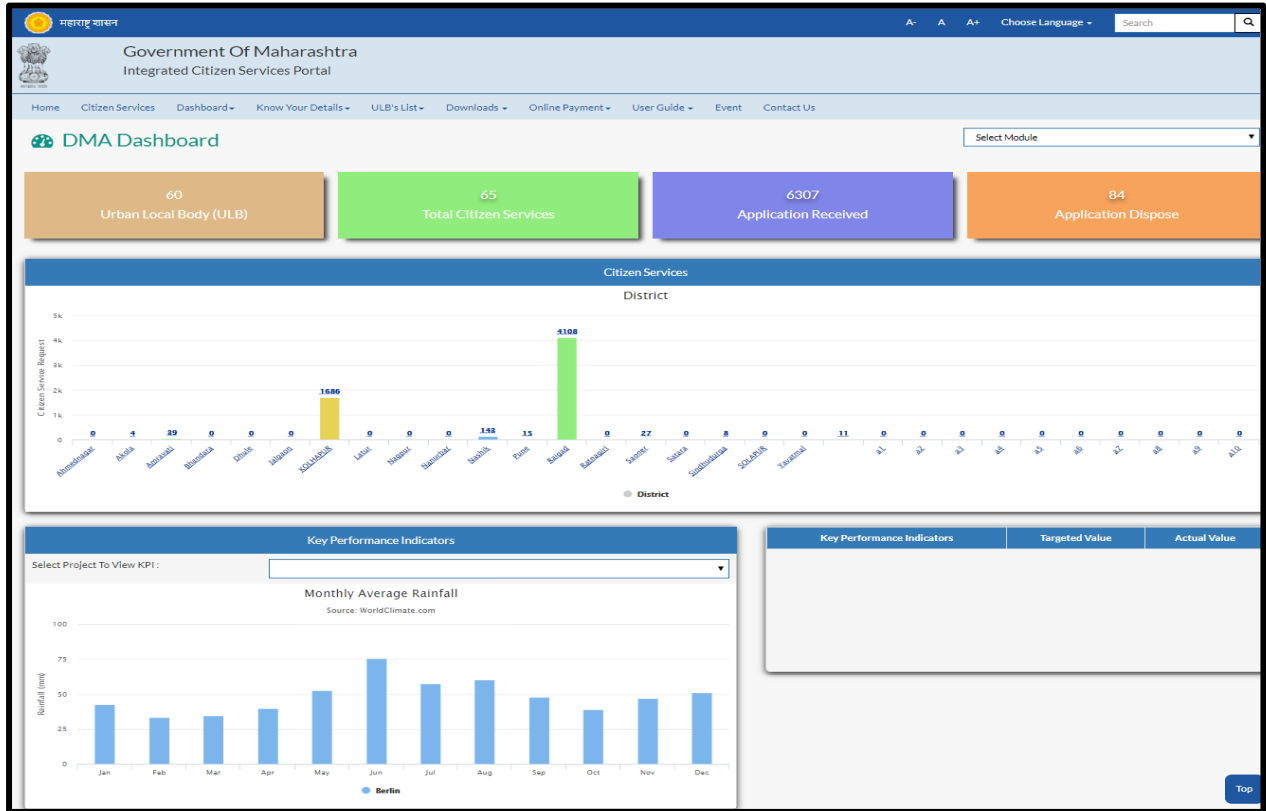 महाराष्ट्र शासन
A- A A+ Choose Language Search
Government Of Maharashtra
Integrated Citizen Services Portal
Home Citizen Services Dashboard Know Your Details ULB's List Downloads Online Payment User Guide Event Contact Us
DMA Dashboard
Select Module
60
Urban Local Body (ULB)
65
Total Citizen Services
6307
Application Received
84
Application Dispose
Citizen Services
District
Citizen Service Request
5k
4k
3k
2k
1k
0
0 4 39 0 0 0 1686 0 0 0 143 15 4108 0 27 0 8 0 0 11 0 0 0 0 0 0 0 0 0 0
Ahmednagar Akola Amravati Bhandara Dhule Jalgaon KOLHAPUR Latur Nagpur Nanurbar Nashik Pune Raigad Ratnagiri Saoner Satara Sindhudurga SOLAPUR Yavatmal a1 a2 a3 a4 a5 a6 a7 a8 a9 a10
District
Key Performance Indicators
Select Project To View KPI :
Monthly Average Rainfall
Source: WorldClimate.com
Rainfall (mm)
100
75
50
25
0
Jan Feb Mar Apr May Jun Jul Aug Sep Oct Nov Dec
Berlin
Key Performance Indicators Targeted Value Actual Value
Top